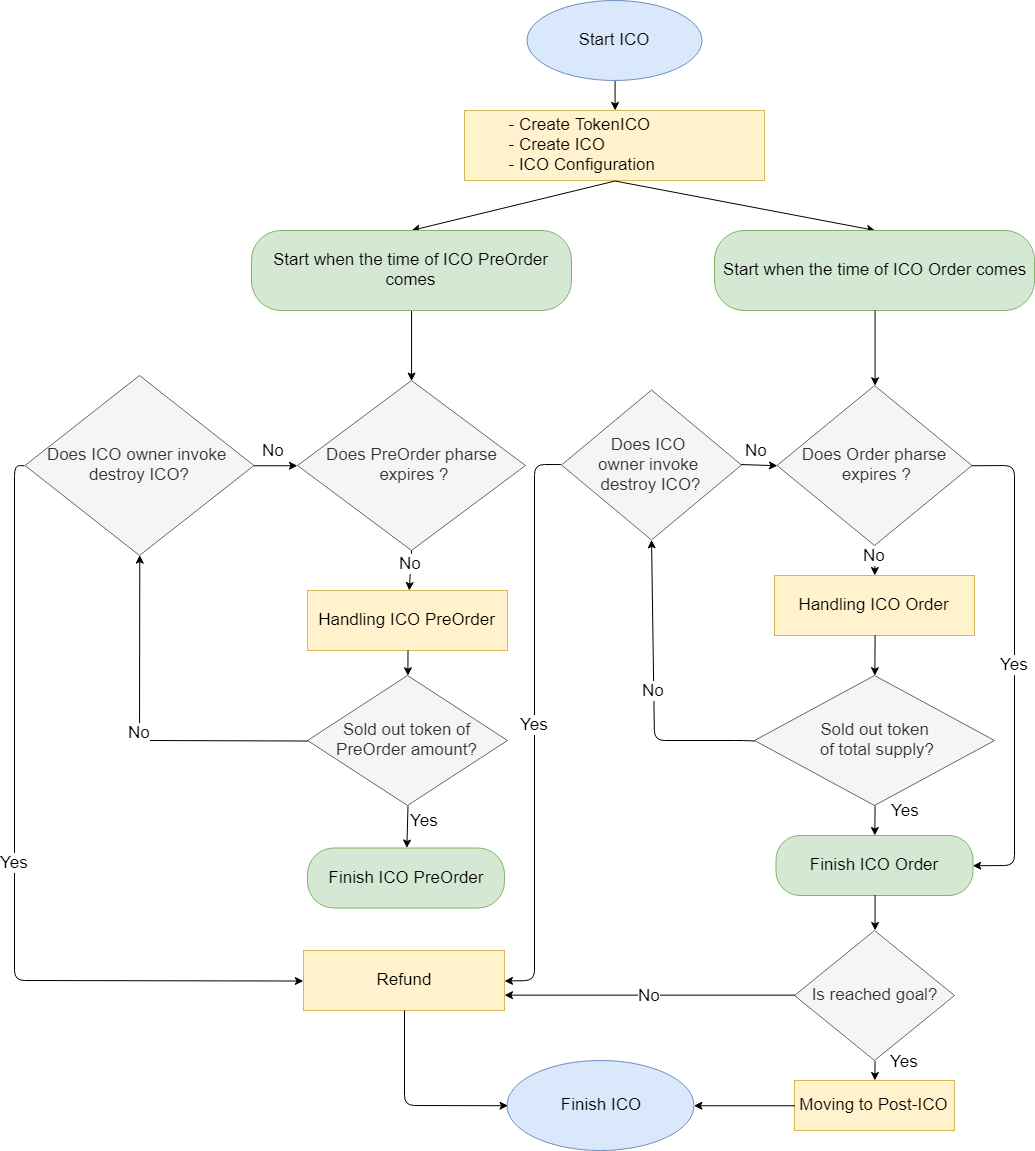 Start ICO
- Create TokenICO
- Create ICO
- ICO Configuration
Start when the time of ICO PreOrder
comes
Start when the time of ICO Order comes
Does ICO owner invoke
destroy ICO?
No
Does PreOrder pharse
expires ?
Does ICO
owner invoke
destroy ICO?
No
Does Order pharse
expires ?
No
No
Handling ICO PreOrder
Handling ICO Order
Yes
No
No
Sold out token of
PreOrder amount?
Yes
Sold out token
of total supply?
Yes
Yes
Yes
Finish ICO PreOrder
Finish ICO Order
Refund
No
Is reached goal?
Yes
Finish ICO
Moving to Post-ICO